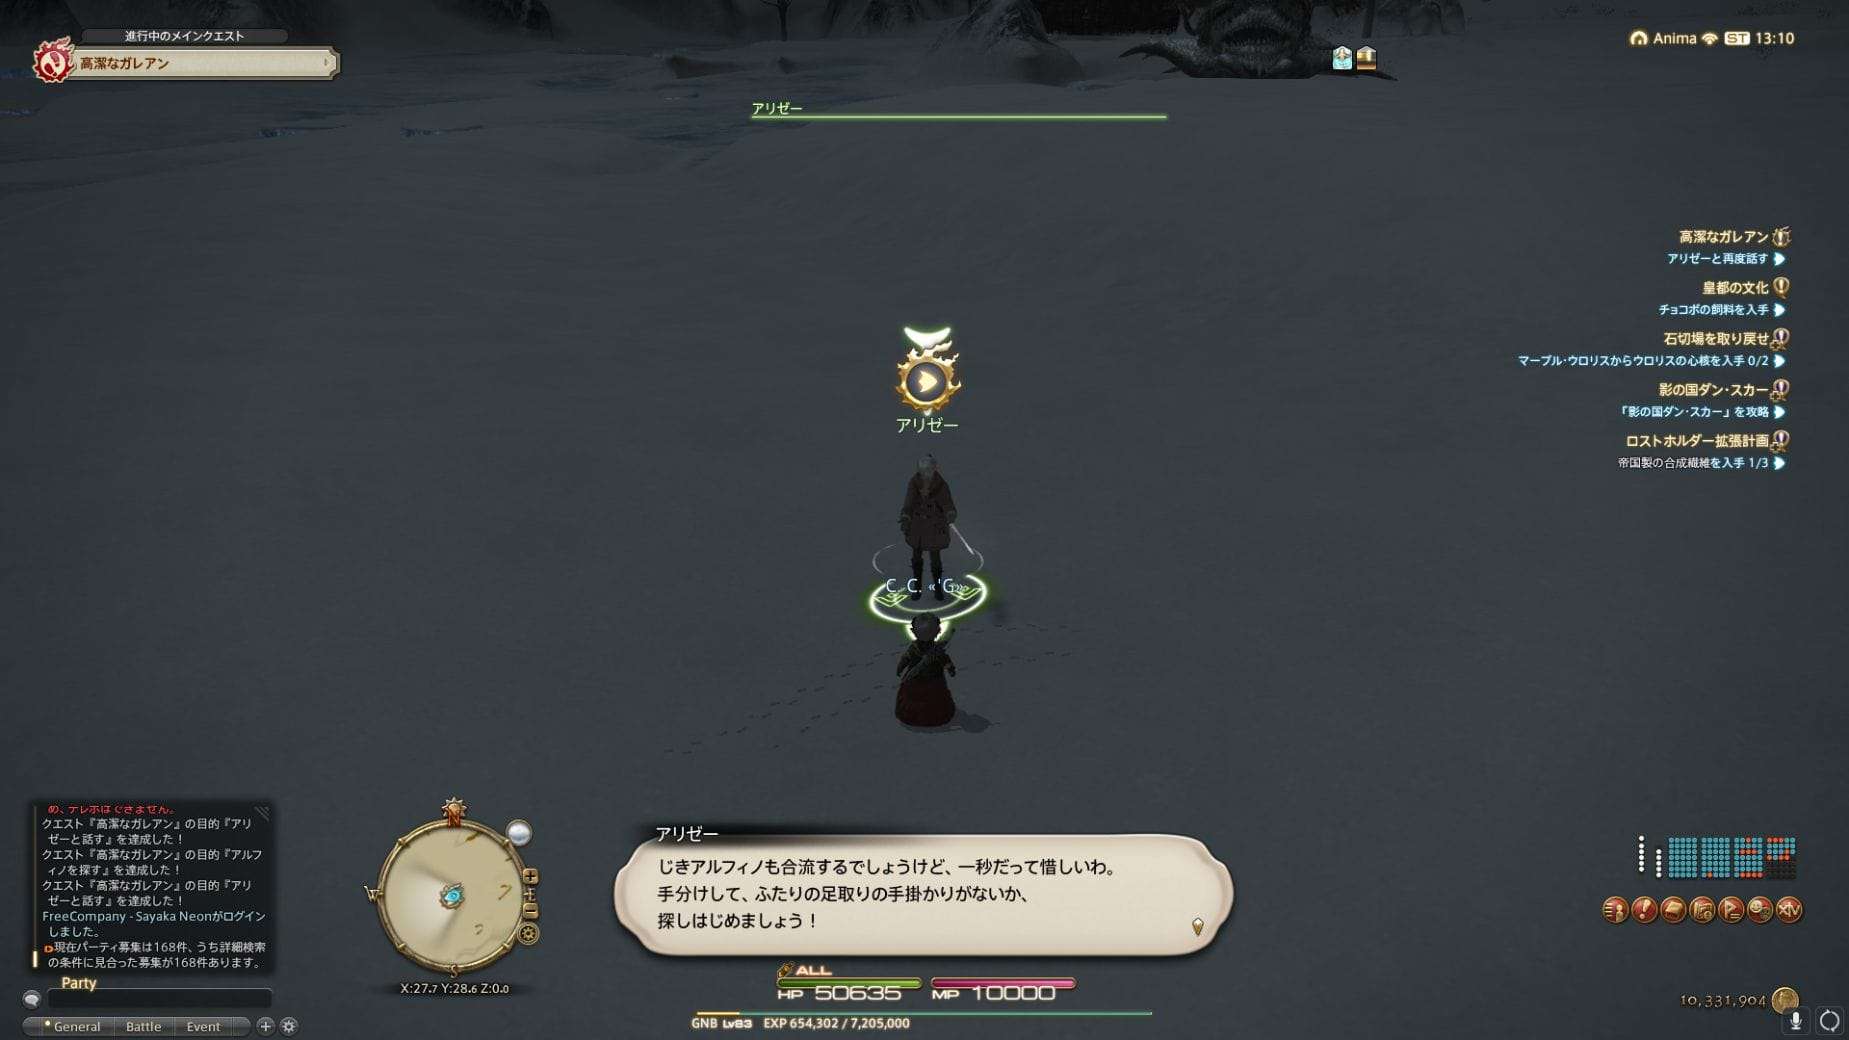 進行中のメインクエスト
高潔なガレアン
アリゼー
Anima ST 13:10
高潔なガレアン
アリゼーと再度話す
皇都の文化
チョコボの飼料を入手
石切場を取り戻せ
マーブル・ウロリスからウロリスの心核を入手 0/2
影の国ダン・スカー
「影の国ダン・スカー」を攻略
ロストホルダー拡張計画
帝国製の合成繊維を入手 1/3
アリゼー
C. C. «'G»
め、テレポはできません。
クエスト『高潔なガレアン』の目的『アリ
ゼーと話す』を達成した！
クエスト『高潔なガレアン』の目的『アルフ
ィノを探す』を達成した！
クエスト『高潔なガレアン』の目的『アリ
ゼーと話す』を達成した！
FreeCompany - Sayaka Neonがログイン
しました。
現在パーティ募集は168件、うち詳細検索
の条件に見合った募集が168件あります。
Party
General Battle Event
N
W
S
X:27.7 Y:28.6 Z:0.0
アリゼー
じきアルフィノも合流するでしょうけど、一秒だって惜しいわ。
手分けして、ふたりの足取りの手掛かりがないか、
探しはじめましょう！
ALL
HP 50635 MP 10000
GNB Lv83 EXP 654,302 / 7,205,000
XIV
10,331,904